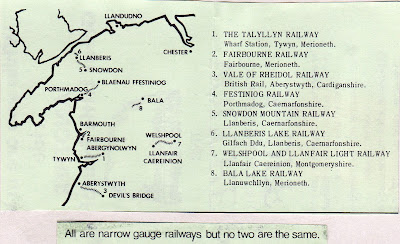 LLANDUDNO
CHESTER
6
LLANBERIS
5 SNOWDON
BLAENAU FFESTINIOG
PORTHMADOG
4
BALA
8
BARMOUTH
2
FAIRBOURNE
ABERGYNOLWYN
WELSHPOOL
7
LLANFAIR
CAEREINION
TYWYN
1
ABERYSTWYTH
3
DEVIL'S BRIDGE
1. THE TALYLLYN RAILWAY
Wharf Station, Tywyn, Merioneth.
2. FAIRBOURNE RAILWAY
Fairbourne, Merioneth.
3. VALE OF RHEIDOL RAILWAY
British Rail, Aberystwyth, Cardiganshire.
4. FESTNIOG RAILWAY
Porthmadog, Caernarfonshire.
5. SNOWDON MOUNTAIN RAILWAY
Llanberis, Caernarfonshire.
6. LLANBERIS LAKE RAILWAY
Gilfach Ddu, Llanberis, Caernarfonshire.
7. WELSHPOOL AND LLANFAIR LIGHT RAILWAY
Llanfair Caereinion, Montgomeryshire.
8. BALA LAKE RAILWAY
Llanuwchllyn, Merioneth.
All are narrow gauge railways but no two are the same.